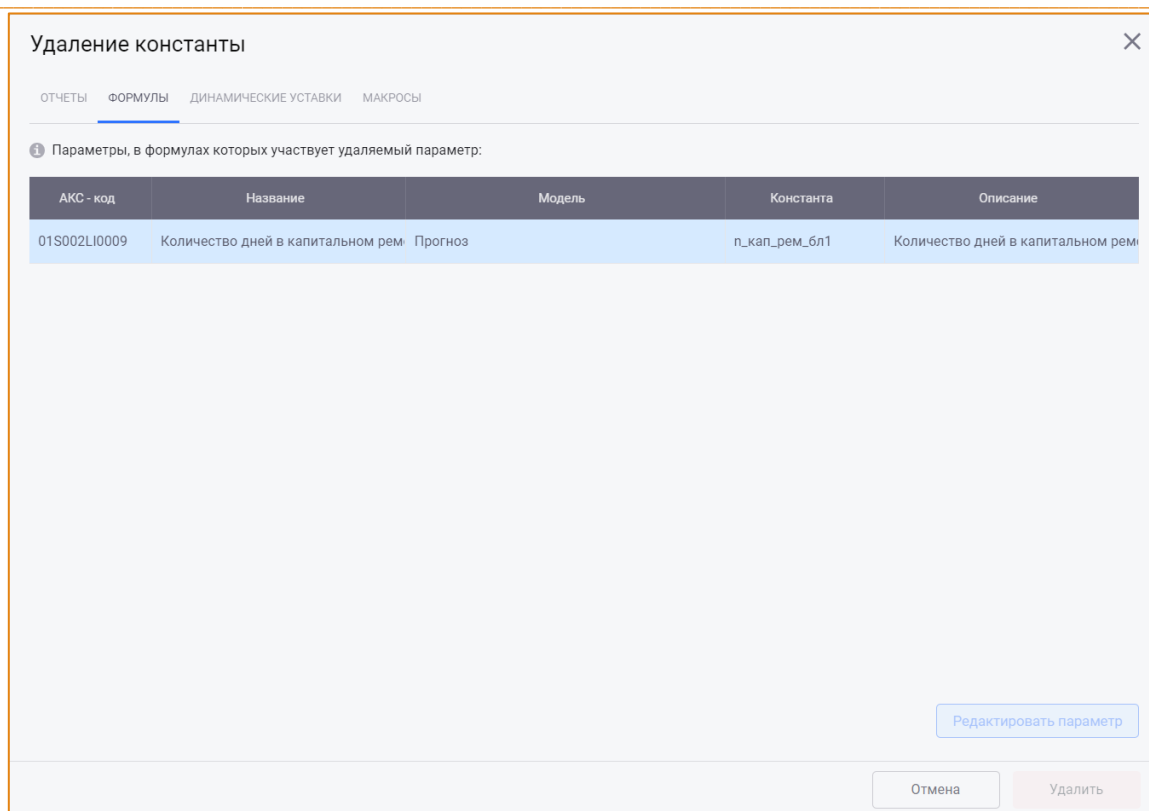 Удаление константы
ОТЧЕТЫ ФОРМУЛЫ ДИНАМИЧЕСКИЕ УСТАВКИ МАКРОСЫ
Параметры, в формулах которых участвует удаляемый параметр:
АКС - код Название Модель Константа Описание
01S002LI0009 Количество дней в капитальном рем Прогноз n_кап_рем_бл1 Количество дней в капитальном рем
Редактировать параметр
Отмена Удалить